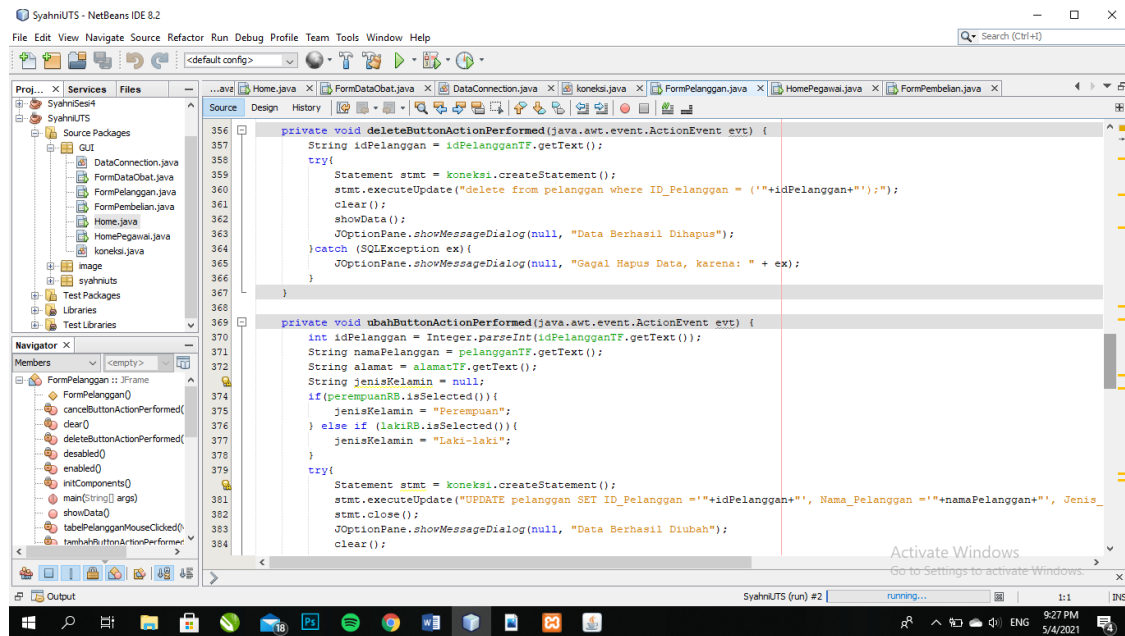 SyahniUTS - NetBeans IDE 8.2
File Edit View Navigate Source Refactor Run Debug Profile Team Tools Window Help
Search (Ctrl+I)
<default config>
Proj... Services Files
SyahniSesi4
SyahniUTS
Source Packages
GUI
DataConnection.java
FormDataObat.java
FormPelanggan.java
FormPembelian.java
Home.java
HomePegawai.java
koneksi.java
image
syahniuts
Test Packages
Libraries
Test Libraries
Navigator
Members <empty>
FormPelanggan :: JFrame
FormPelanggan()
cancelButtonActionPerformed(
clear()
deleteButtonActionPerformed(
desabled()
enabled()
initComponents()
main(String[] args)
showData()
tabelPelangganMouseClicked(
tambahButtonActionPerformed
...ava Home.java FormDataObat.java DataConnection.java koneksi.java FormPelanggan.java HomePegawai.java FormPembelian.java
Source Design History
356 private void deleteButtonActionPerformed(java.awt.event.ActionEvent evt) {
357 String idPelanggan = idPelangganTF.getText();
358 try{
359 Statement stmt = koneksi.createStatement();
360 stmt.executeUpdate("delete from pelanggan where ID_Pelanggan = ('"+idPelanggan+"');");
361 clear();
362 showData();
363 JOptionPane.showMessageDialog(null, "Data Berhasil Dihapus");
364 }catch (SQLException ex){
365 JOptionPane.showMessageDialog(null, "Gagal Hapus Data, karena: " + ex);
366 }
367 }
368
369 private void ubahButtonActionPerformed(java.awt.event.ActionEvent evt) {
370 int idPelanggan = Integer.parseInt(idPelangganTF.getText());
371 String namaPelanggan = pelangganTF.getText();
372 String alamat = alamatTF.getText();
String jenisKelamin = null;
374 if(perempuanRB.isSelected()){
375 jenisKelamin = "Perempuan";
376 } else if (lakiRB.isSelected()){
377 jenisKelamin = "Laki-laki";
378 }
379 try{
Statement stmt = koneksi.createStatement();
381 stmt.executeUpdate("UPDATE pelanggan SET ID_Pelanggan ='"+idPelanggan+"', Nama_Pelanggan ='"+namaPelanggan+"', Jenis_
382 stmt.close();
383 JOptionPane.showMessageDialog(null, "Data Berhasil Diubah");
384 clear();
Activate Windows
Go to Settings to activate Windows.
Output
SyahniUTS (run) #2 running... 1:1 INS
18
Ps
ENG
9:27 PM
5/4/2021
4